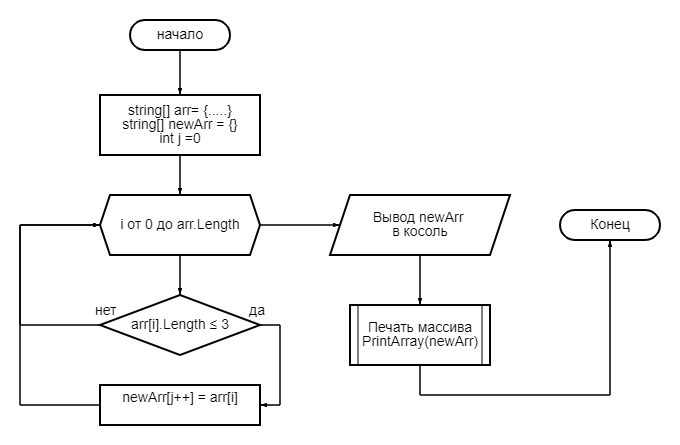 начало
string[] arr= {.....}
string[] newArr = {}
int j =0
i от 0 до arr.Length
Вывод newArr
в косоль
Конец
нет
да
arr[i].Length ≤ 3
Печать массива
PrintArray(newArr)
newArr[j++] = arr[i]